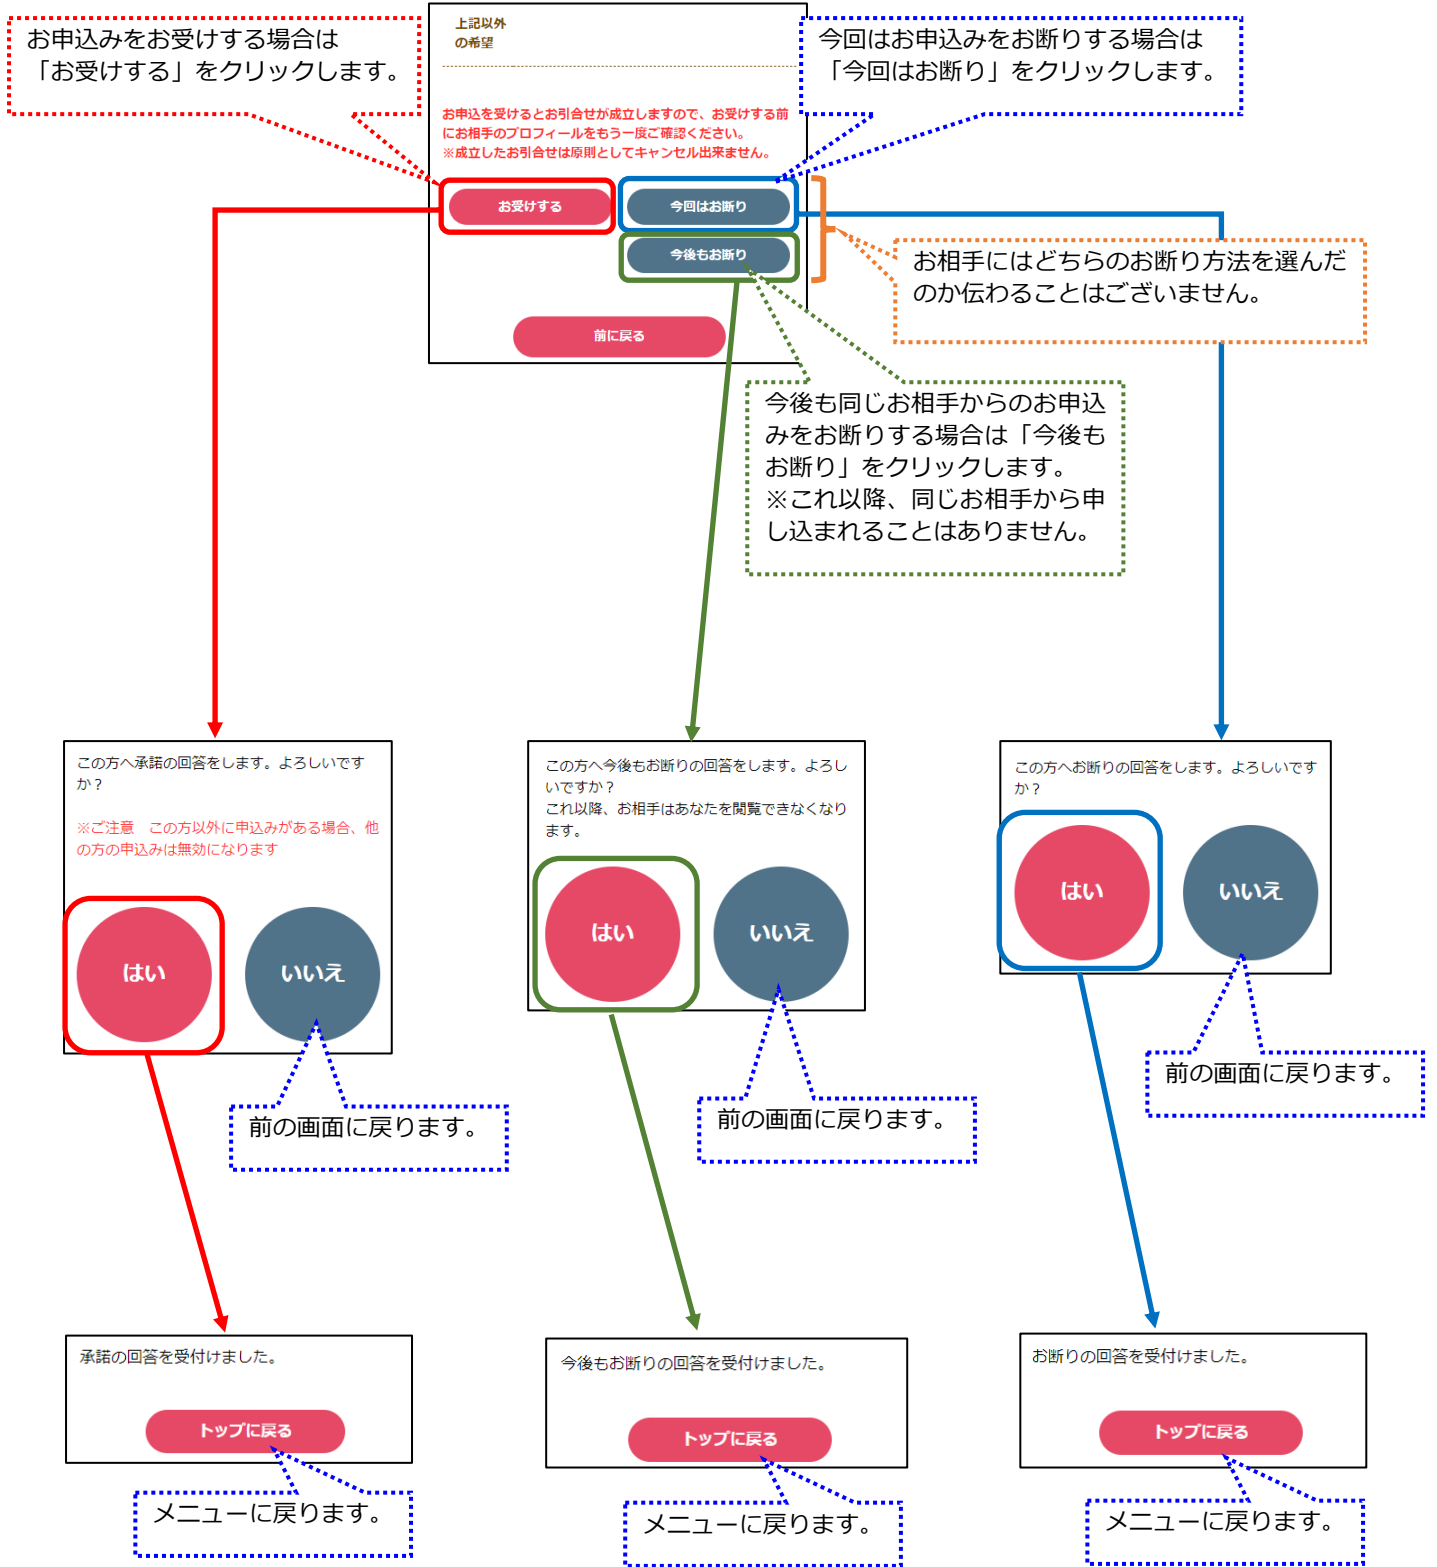 お申込みをお受けする場合は
「お受けする」をクリックします。
上記以外
の希望
今回はお申込みをお断りする場合は
「今回はお断り」をクリックします。
お申込を受けるとお引合せが成立しますので、お受けする前
にお相手のプロフィールをもう一度ご確認ください。
※成立したお引合せは原則としてキャンセル出来ません。
お受けする
今回はお断り
今後もお断り
お相手にはどちらのお断り方法を選んだ
のか伝わることはございません。
前に戻る
今後も同じお相手からのお申込
みをお断りする場合は「今後も
お断り」をクリックします。
※これ以降、同じお相手から申
し込まれることはありません。
この方へ承諾の回答をします。よろしいです
か？
※ご注意　この方以外に申込みがある場合、他
の方の申込みは無効になります
はい
いいえ
前の画面に戻ります。
この方へ今後もお断りの回答をします。よろし
いですか？
これ以降、お相手はあなたを閲覧できなくなり
ます。
はい
いいえ
前の画面に戻ります。
この方へお断りの回答をします。よろしいです
か？
はい
いいえ
前の画面に戻ります。
承諾の回答を受付けました。
トップに戻る
メニューに戻ります。
今後もお断りの回答を受付けました。
トップに戻る
メニューに戻ります。
お断りの回答を受付けました。
トップに戻る
メニューに戻ります。